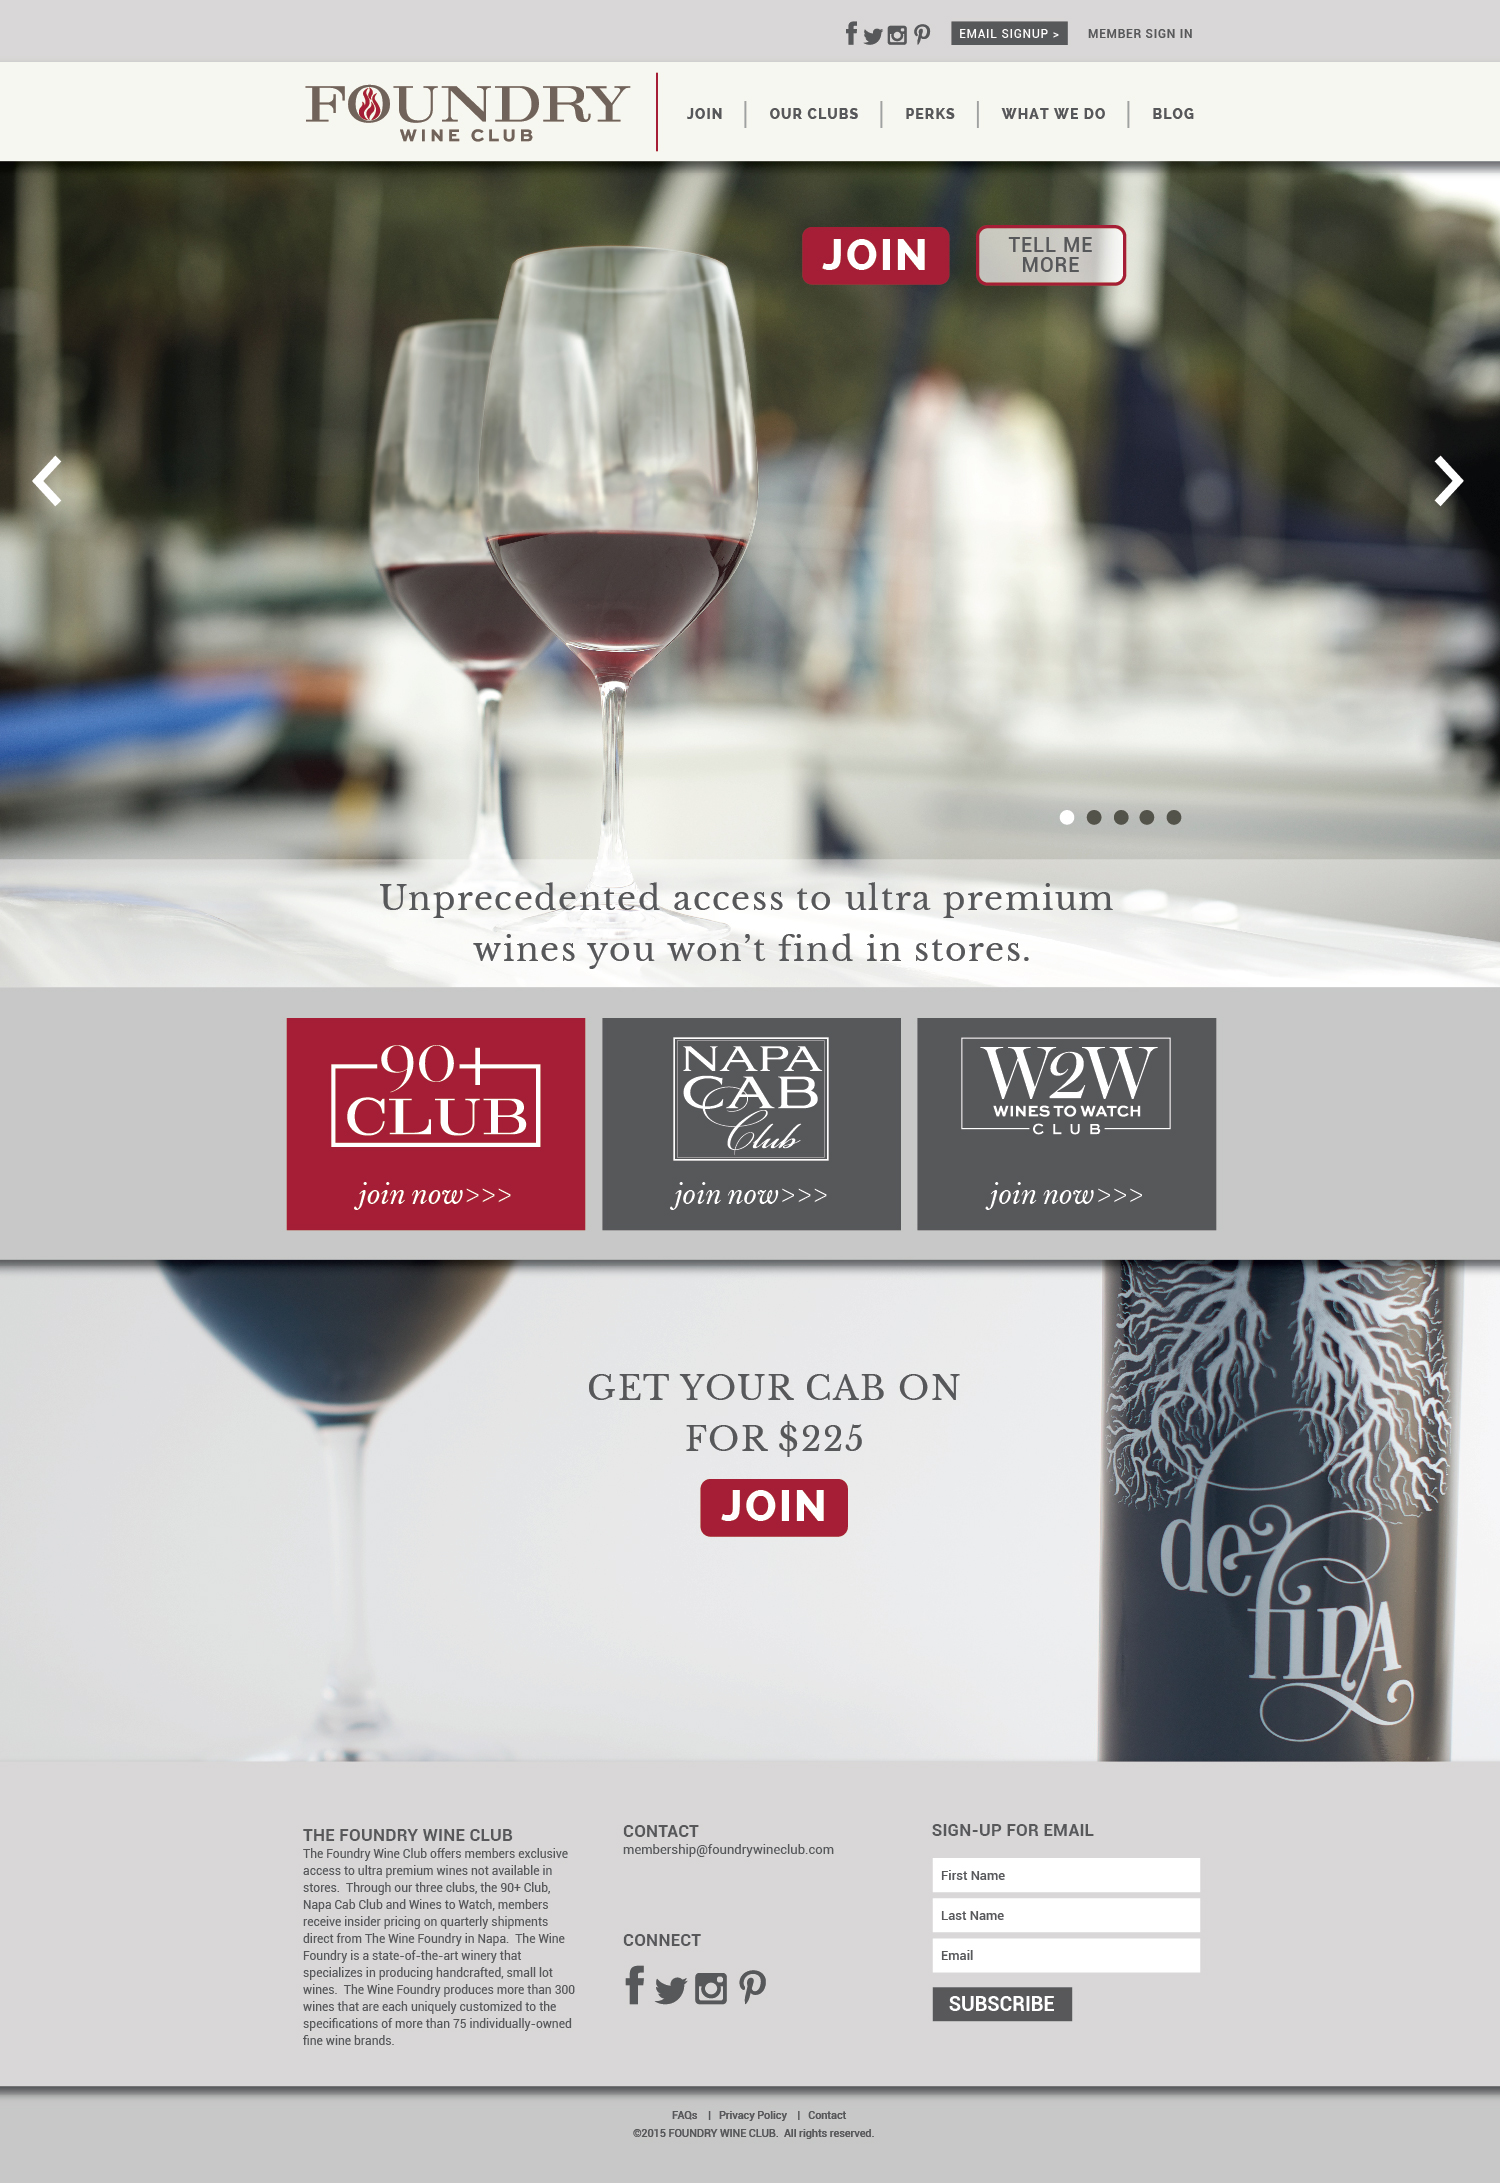 EMAIL SIGNUP >
MEMBER SIGN IN
FOUNDRY
WINE CLUB
JOIN
OUR CLUBS
PERKS
WHAT WE DO
BLOG
JOIN
TELL ME
MORE
Unprecedented access to ultra premium
wines you won’t find in stores.
90+
CLUB
join now>>>
NAPA
CAB
Club
join now>>>
W2W
WINES TO WATCH
CLUB
join now>>>
GET YOUR CAB ON
FOR $225
JOIN
de
finA
THE FOUNDRY WINE CLUB
The Foundry Wine Club offers members exclusive
access to ultra premium wines not available in
stores.  Through our three clubs, the 90+ Club,
Napa Cab Club and Wines to Watch, members
receive insider pricing on quarterly shipments
direct from The Wine Foundry in Napa.  The Wine
Foundry is a state-of-the-art winery that
specializes in producing handcrafted, small lot
wines.  The Wine Foundry produces more than 300
wines that are each uniquely customized to the
specifications of more than 75 individually-owned
fine wine brands.
CONTACT
membership@foundrywineclub.com
CONNECT
SIGN-UP FOR EMAIL
First Name
Last Name
Email
SUBSCRIBE
FAQs | Privacy Policy | Contact
©2015 FOUNDRY WINE CLUB.  All rights reserved.